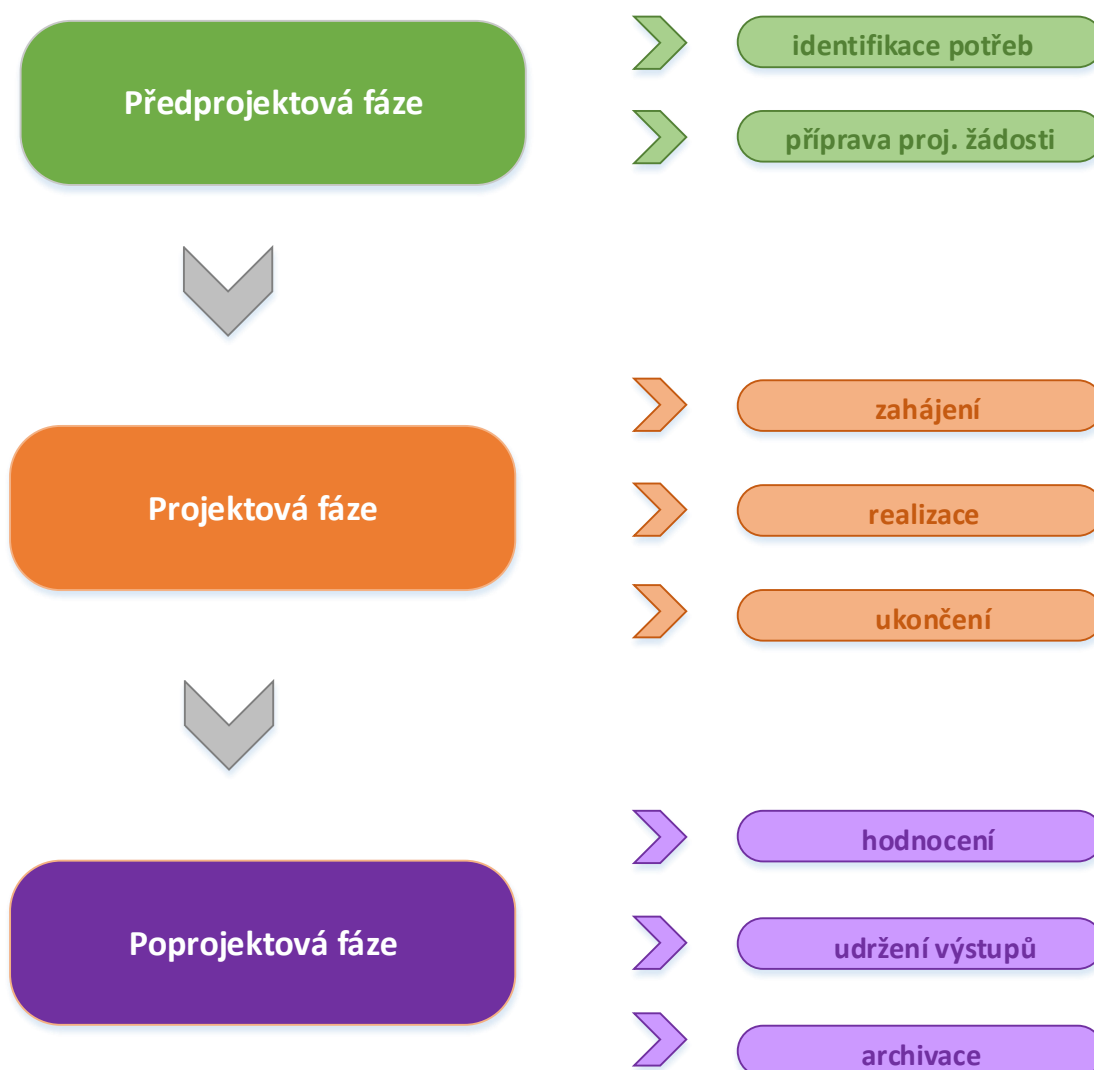 Předprojektová fáze
identifikace potřeb
příprava proj. žádosti
Projektová fáze
zahájení
realizace
ukončení
Poprojektová fáze
hodnocení
udržení výstupů
archivace